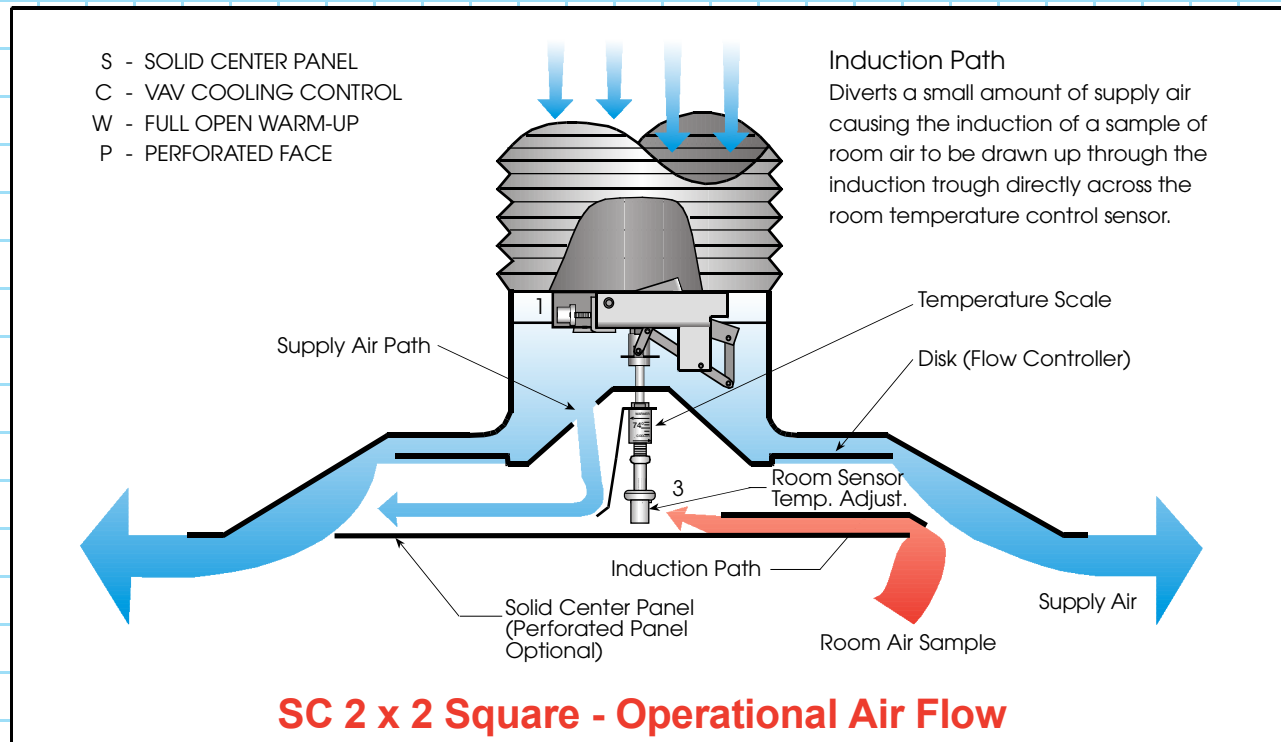 S - SOLID CENTER PANEL
C - VAV COOLING CONTROL
W - FULL OPEN WARM-UP
P - PERFORATED FACE
Induction Path
Diverts a small amount of supply air
causing the induction of a sample of
room air to be drawn up through the
induction trough directly across the
room temperature control sensor.
1
Temperature Scale
Supply Air Path
Disk (Flow Controller)
74
3
Room Sensor
Temp. Adjust.
Induction Path
Solid Center Panel
(Perforated Panel
Optional)
Supply Air
Room Air Sample
SC 2 x 2 Square - Operational Air Flow